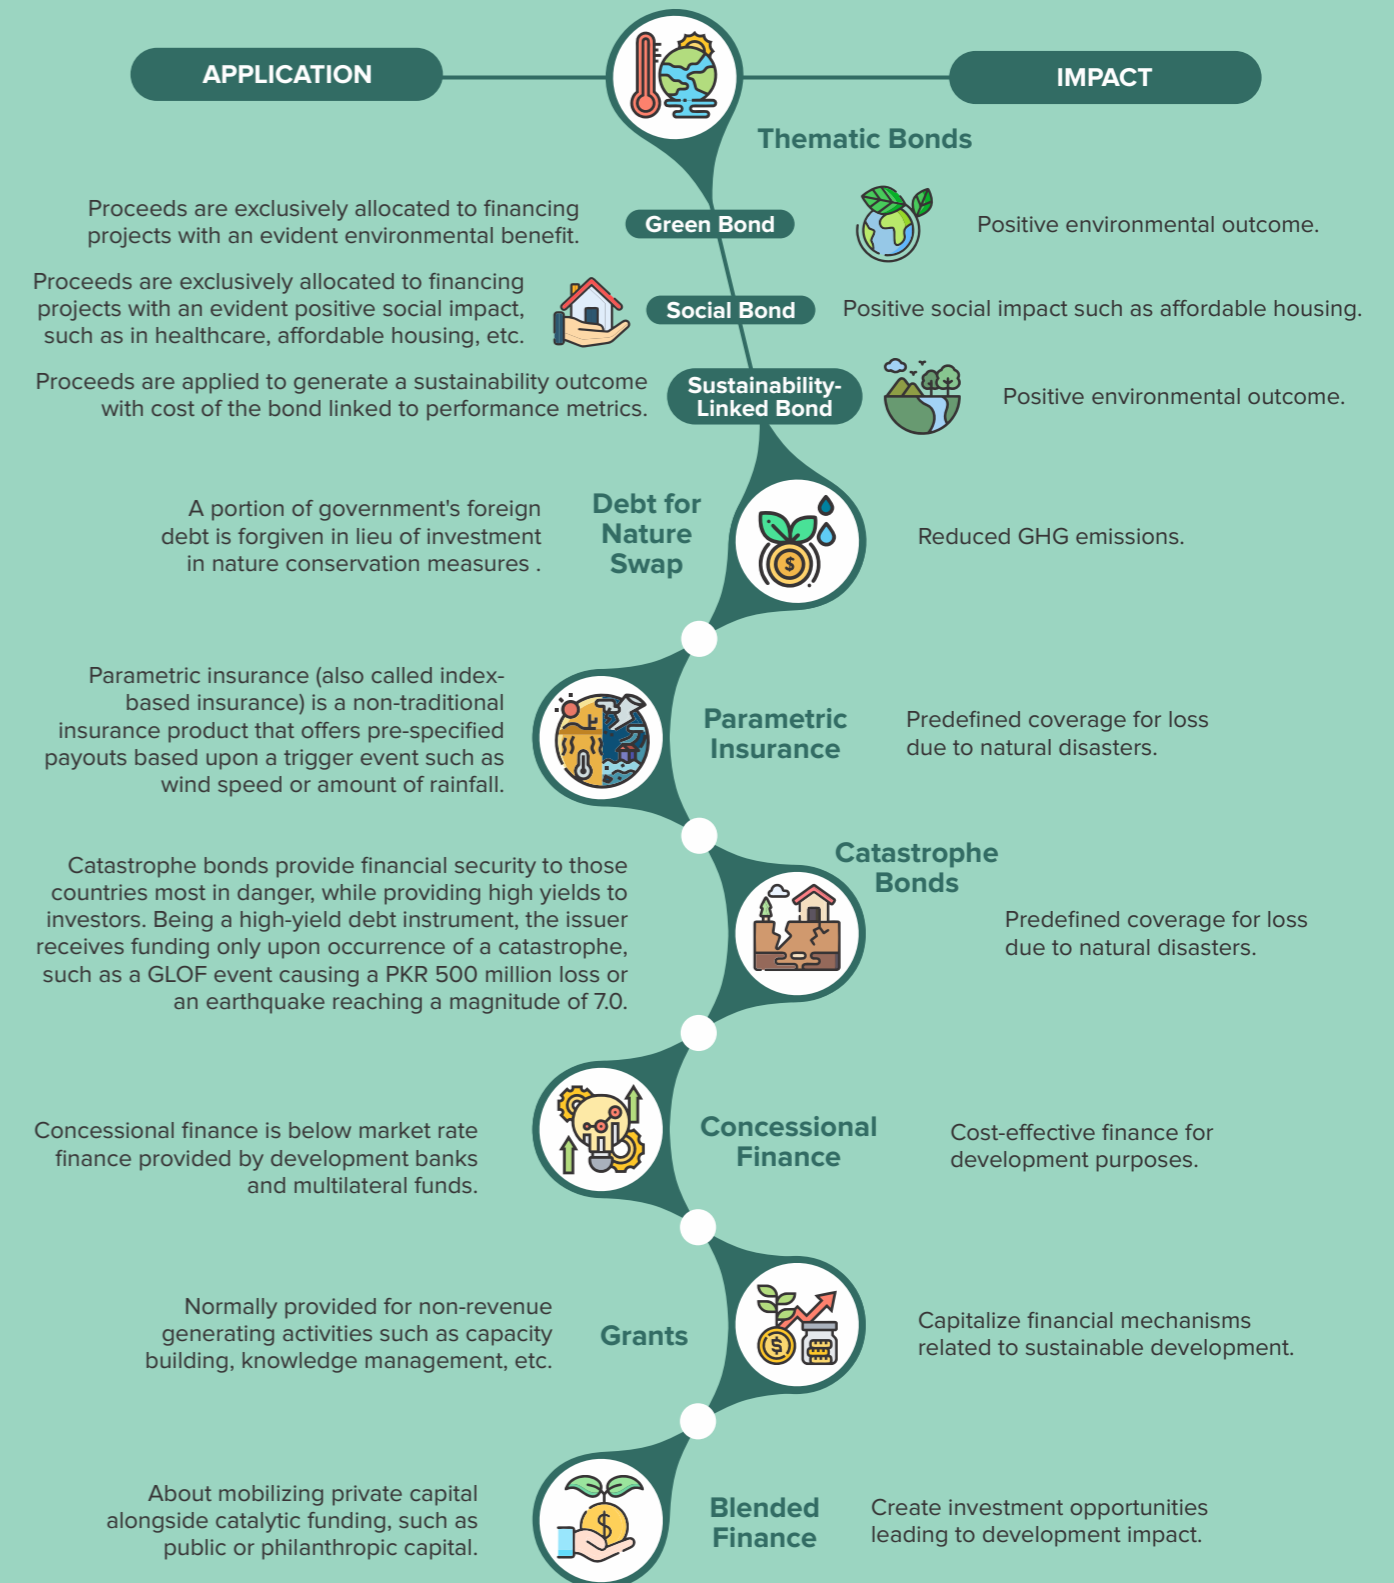 APPLICATION
IMPACT
Thematic Bonds
Proceeds are exclusively allocated to financing
projects with an evident environmental benefit.
Green Bond
Positive environmental outcome.
Proceeds are exclusively allocated to financing
projects with an evident positive social impact,
such as in healthcare, affordable housing, etc.
Social Bond
Positive social impact such as affordable housing.
Proceeds are applied to generate a sustainability outcome
with cost of the bond linked to performance metrics.
Sustainability-
Linked Bond
Positive environmental outcome.
A portion of government's foreign
debt is forgiven in lieu of investment
in nature conservation measures .
Debt for
Nature
Swap
$
Reduced GHG emissions.
Parametric insurance (also called index-
based insurance) is a non-traditional
insurance product that offers pre-specified
payouts based upon a trigger event such as
wind speed or amount of rainfall.
Parametric
Insurance
Predefined coverage for loss
due to natural disasters.
Catastrophe bonds provide financial security to those
countries most in danger, while providing high yields to
investors. Being a high-yield debt instrument, the issuer
receives funding only upon occurrence of a catastrophe,
such as a GLOF event causing a PKR 500 million loss or
an earthquake reaching a magnitude of 7.0.
Catastrophe
Bonds
Predefined coverage for loss
due to natural disasters.
Concessional finance is below market rate
finance provided by development banks
and multilateral funds.
Concessional
Finance
Cost-effective finance for
development purposes.
Normally provided for non-revenue
generating activities such as capacity
building, knowledge management, etc.
Grants
$
Capitalize financial mechanisms
related to sustainable development.
About mobilizing private capital
alongside catalytic funding, such as
public or philanthropic capital.
$
Blended
Finance
Create investment opportunities
leading to development impact.